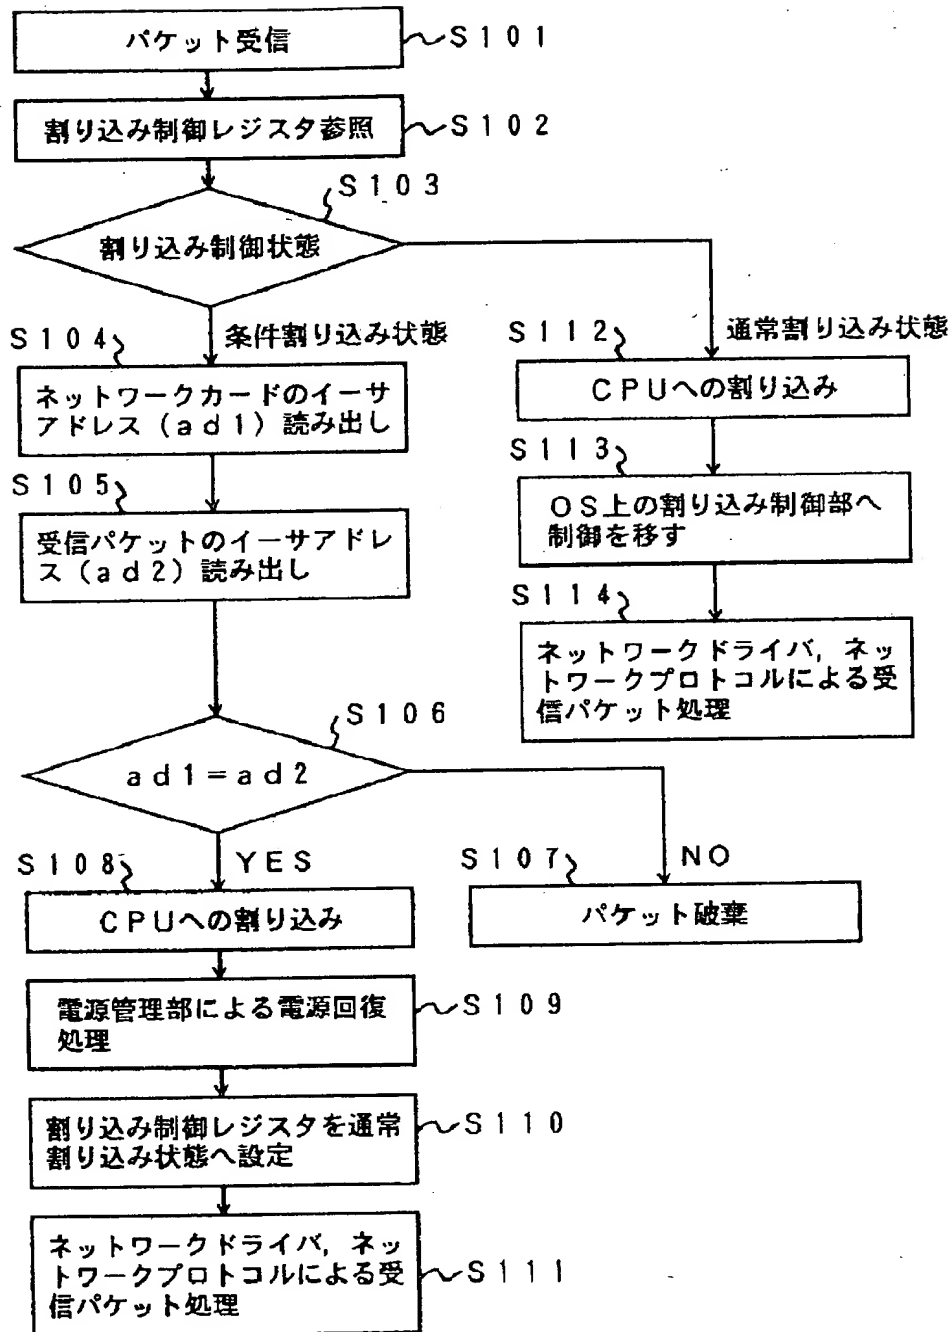 パケット受信
S101
割り込み制御レジスタ参照
S102
S103
割り込み制御状態
S104
条件割り込み状態
ネットワークカードのイーサ
アドレス(ad1)読み出し
S105
受信パケットのイーサアドレ
ス(ad2)読み出し
S112
通常割り込み状態
CPUへの割り込み
S113
OS上の割り込み制御部へ
制御を移す
S114
ネットワークドライバ,ネッ
トワークプロトコルによる受
信パケット処理
S106
ad1=ad2
S107
NO
パケット破棄
S108
YES
CPUへの割り込み
電源管理部による電源回復
処理
S109
割り込み制御レジスタを通常
割り込み状態へ設定
S110
ネットワークドライバ,ネッ
トワークプロトコルによる受
信パケット処理
S111